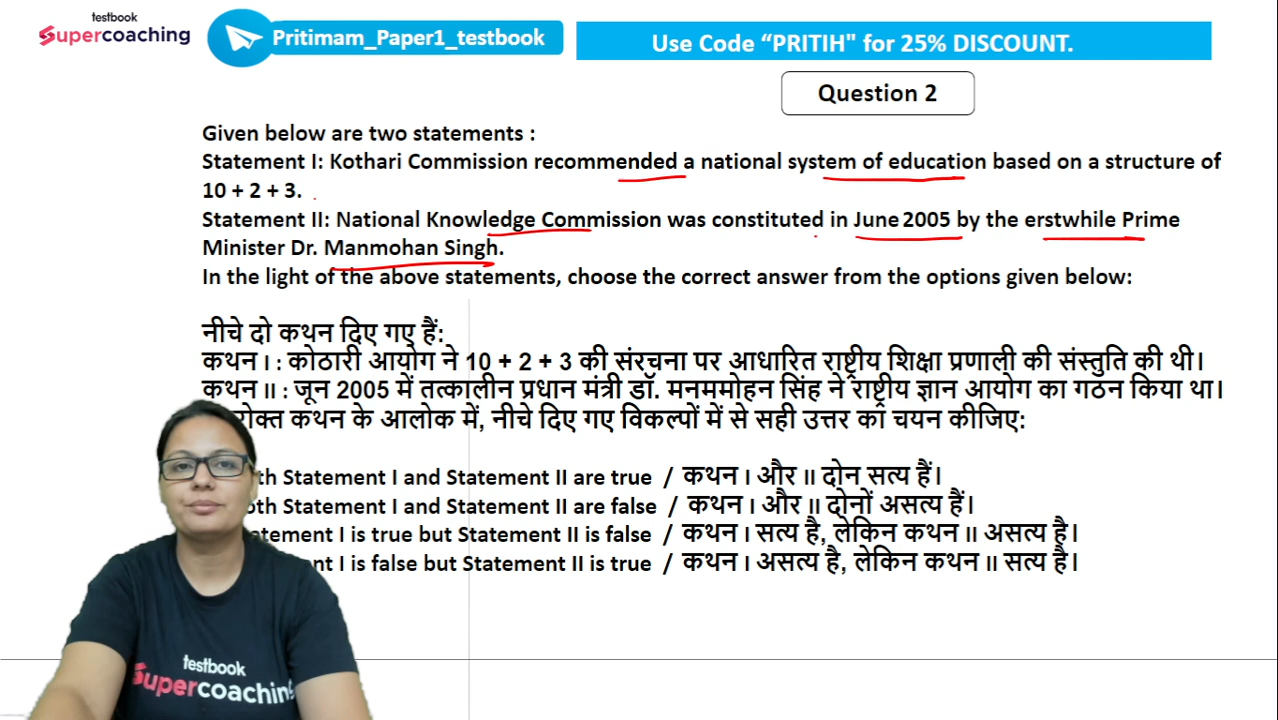 testbook
Supercoaching
Pritimam_Paper1_testbook
Use Code “PRITIH" for 25% DISCOUNT.
Question 2
Given below are two statements :
Statement I: Kothari Commission recommended a national system of education based on a structure of
10 + 2 + 3.
Statement II: National Knowledge Commission was constituted in June 2005 by the erstwhile Prime
Minister Dr. Manmohan Singh.
In the light of the above statements, choose the correct answer from the options given below:
नीचे दो कथन दिए गए हैं:
कथन I : कोठारी आयोग ने 10 + 2 + 3 की संरचना पर आधारित राष्ट्रीय शिक्षा प्रणाली की संस्तुति की थी।
कथन II : जून 2005 में तत्कालीन प्रधान मंत्री डॉ. मनममोहन सिंह ने राष्ट्रीय ज्ञान आयोग का गठन किया था।
रोक्त कथन के आलोक में, नीचे दिए गए विकल्पों में से सही उत्तर का चयन कीजिए:
th Statement I and Statement II are true / कथन I और II दोन सत्य हैं।
oth Statement I and Statement II are false / कथन I और II दोनों असत्य हैं।
atement I is true but Statement II is false / कथन I सत्य है, लेकिन कथन II असत्य है।
nt I is false but Statement II is true / कथन I असत्य है, लेकिन कथन II सत्य है।
testbook
Supercoaching